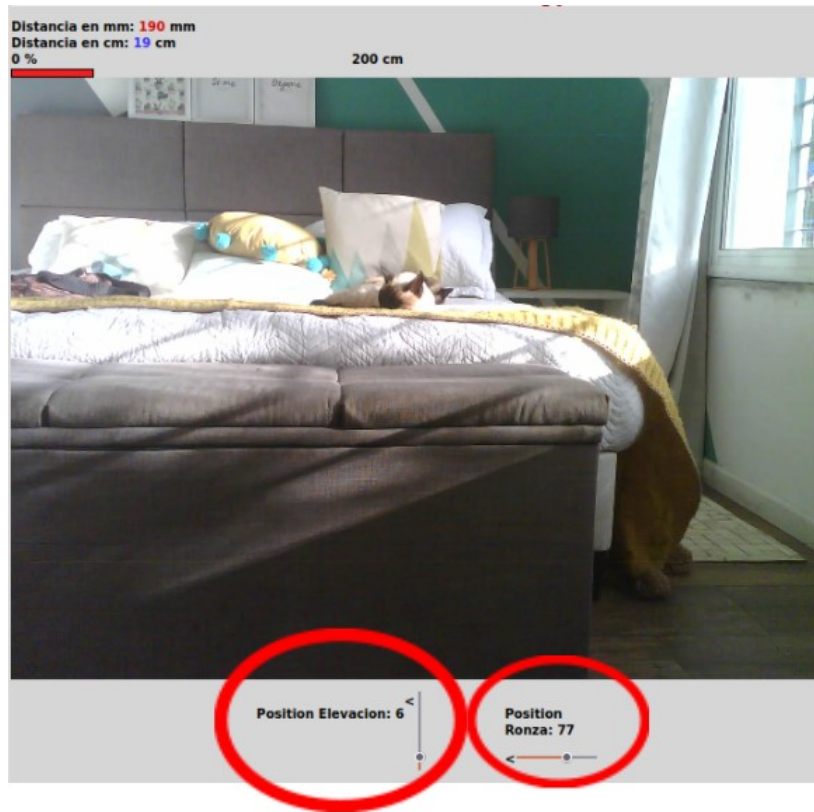 Distancia en mm: 190 mm
Distancia en cm: 19 cm
0 % 200 cm
Position Elevacion: 6 <
Position
Ronza: 77
<